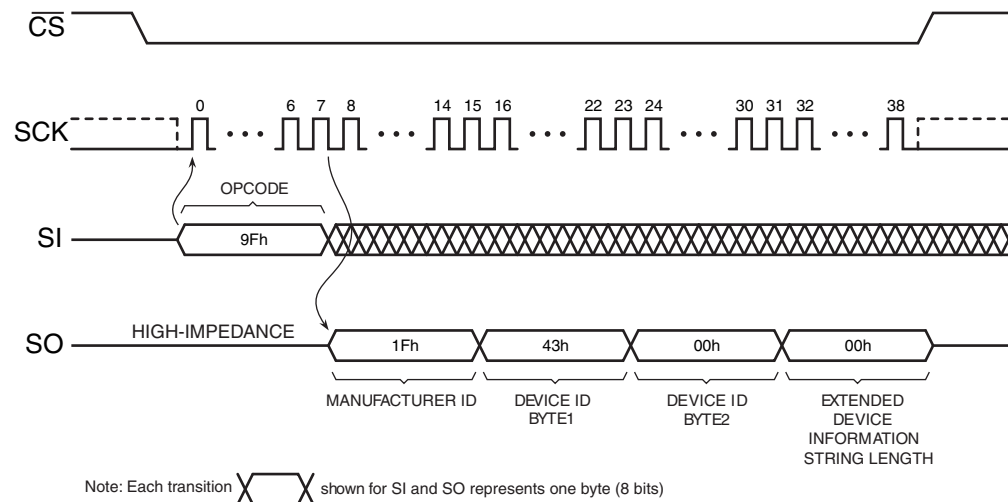 CS
0 6 7 8 14 15 16 22 23 24 30 31 32 38
SCK
OPCODE
SI
9Fh
HIGH-IMPEDANCE
SO
1Fh 43h 00h 00h
MANUFACTURER ID
DEVICE ID
BYTE1
DEVICE ID
BYTE2
EXTENDED
DEVICE
INFORMATION
STRING LENGTH
Note: Each transition shown for SI and SO represents one byte (8 bits)